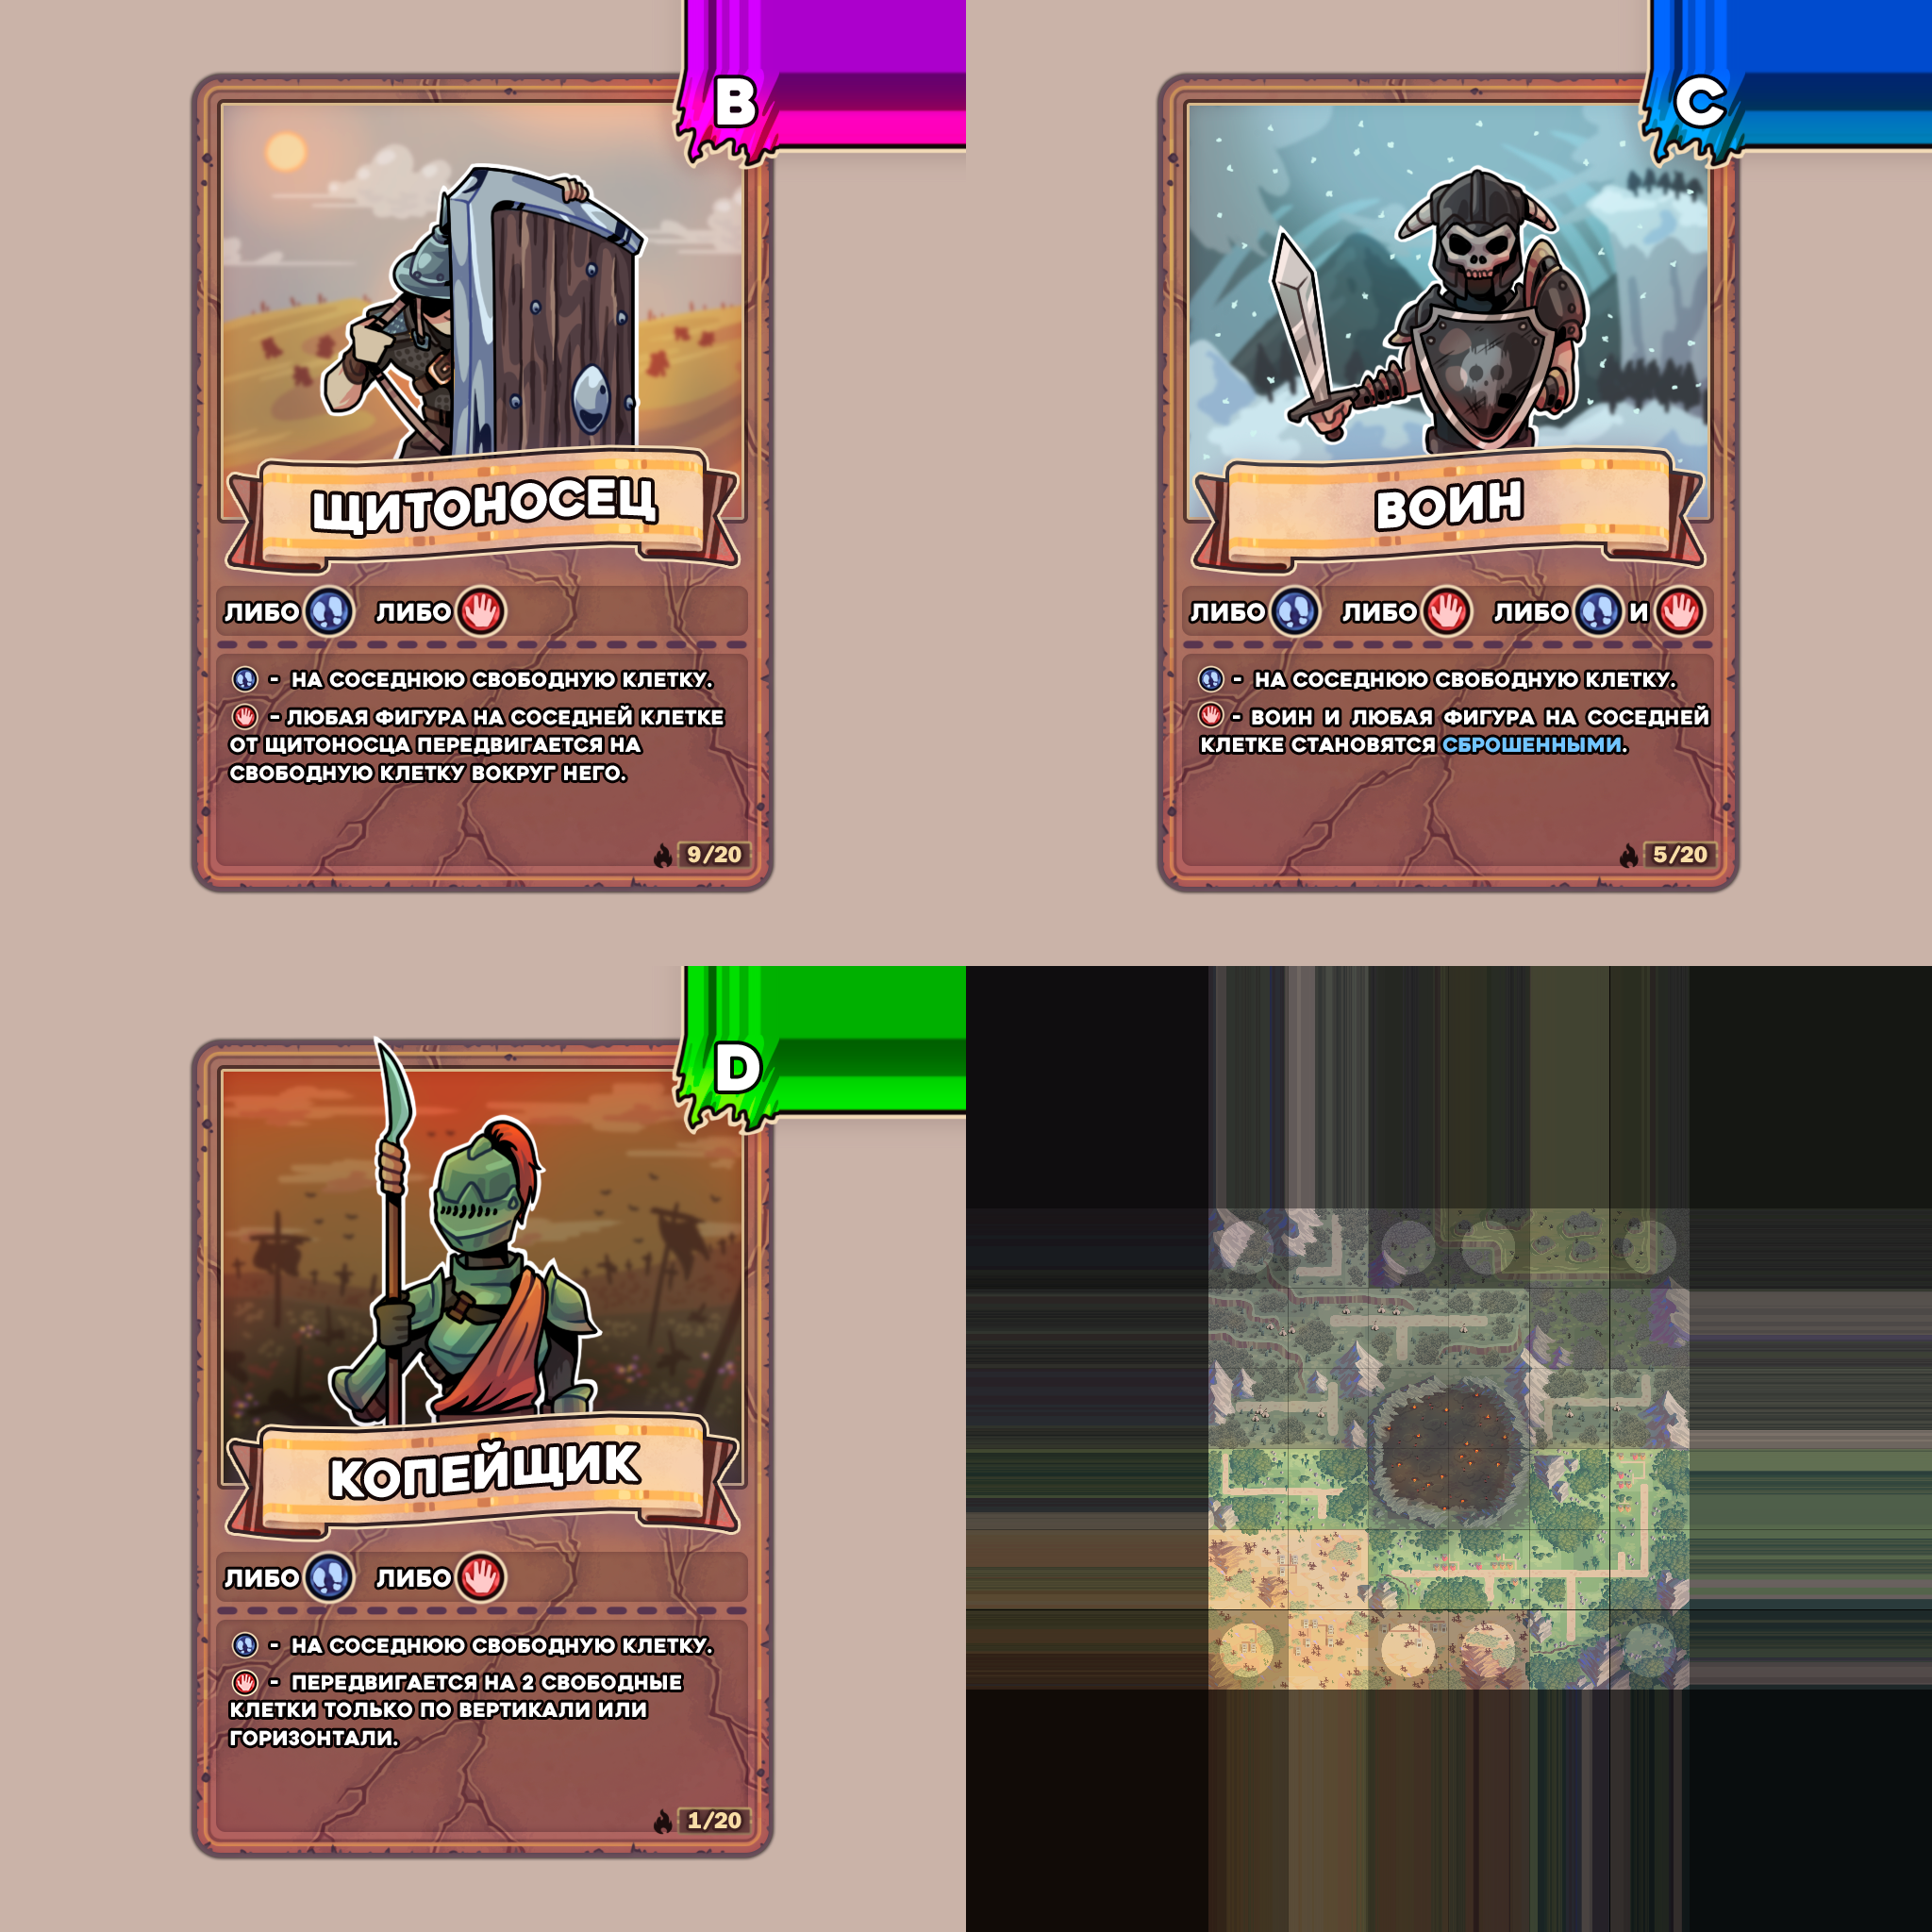 B
ЩИТОНОСЕЦ
ЛИБО ЛИБО
- НА СОСЕДНЮЮ СВОБОДНУЮ КЛЕТКУ.
- ЛЮБАЯ ФИГУРА НА СОСЕДНЕЙ КЛЕТКЕ
ОТ ЩИТОНОСЦА ПЕРЕДВИГАЕТСЯ НА
СВОБОДНУЮ КЛЕТКУ ВОКРУГ НЕГО.
9/20
C
ВОИН
ЛИБО ЛИБО ЛИБО И
- НА СОСЕДНЮЮ СВОБОДНУЮ КЛЕТКУ.
- ВОИН И ЛЮБАЯ ФИГУРА НА СОСЕДНЕЙ
КЛЕТКЕ СТАНОВЯТСЯ СБРОШЕННЫМИ.
5/20
D
КОПЕЙЩИК
ЛИБО ЛИБО
- НА СОСЕДНЮЮ СВОБОДНУЮ КЛЕТКУ.
- ПЕРЕДВИГАЕТСЯ НА 2 СВОБОДНЫЕ
КЛЕТКИ ТОЛЬКО ПО ВЕРТИКАЛИ ИЛИ
ГОРИЗОНТАЛИ.
1/20